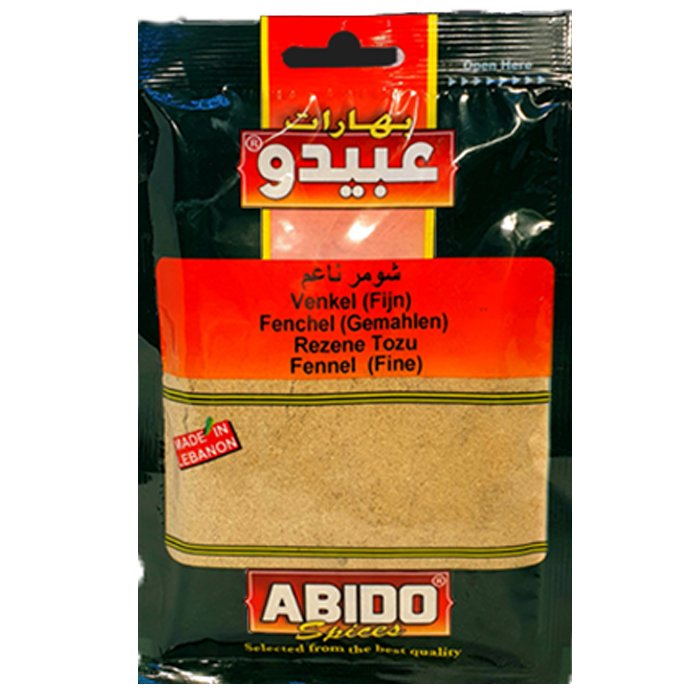 Open Here
بهارات
عبيدو®
شومر ناعم
Venkel (Fijn)
Fenchel (Gemahlen)
Rezene Tozu
Fennel (Fine)
MADE IN
LEBANON
ABIDO®
Spices
Selected from the best quality